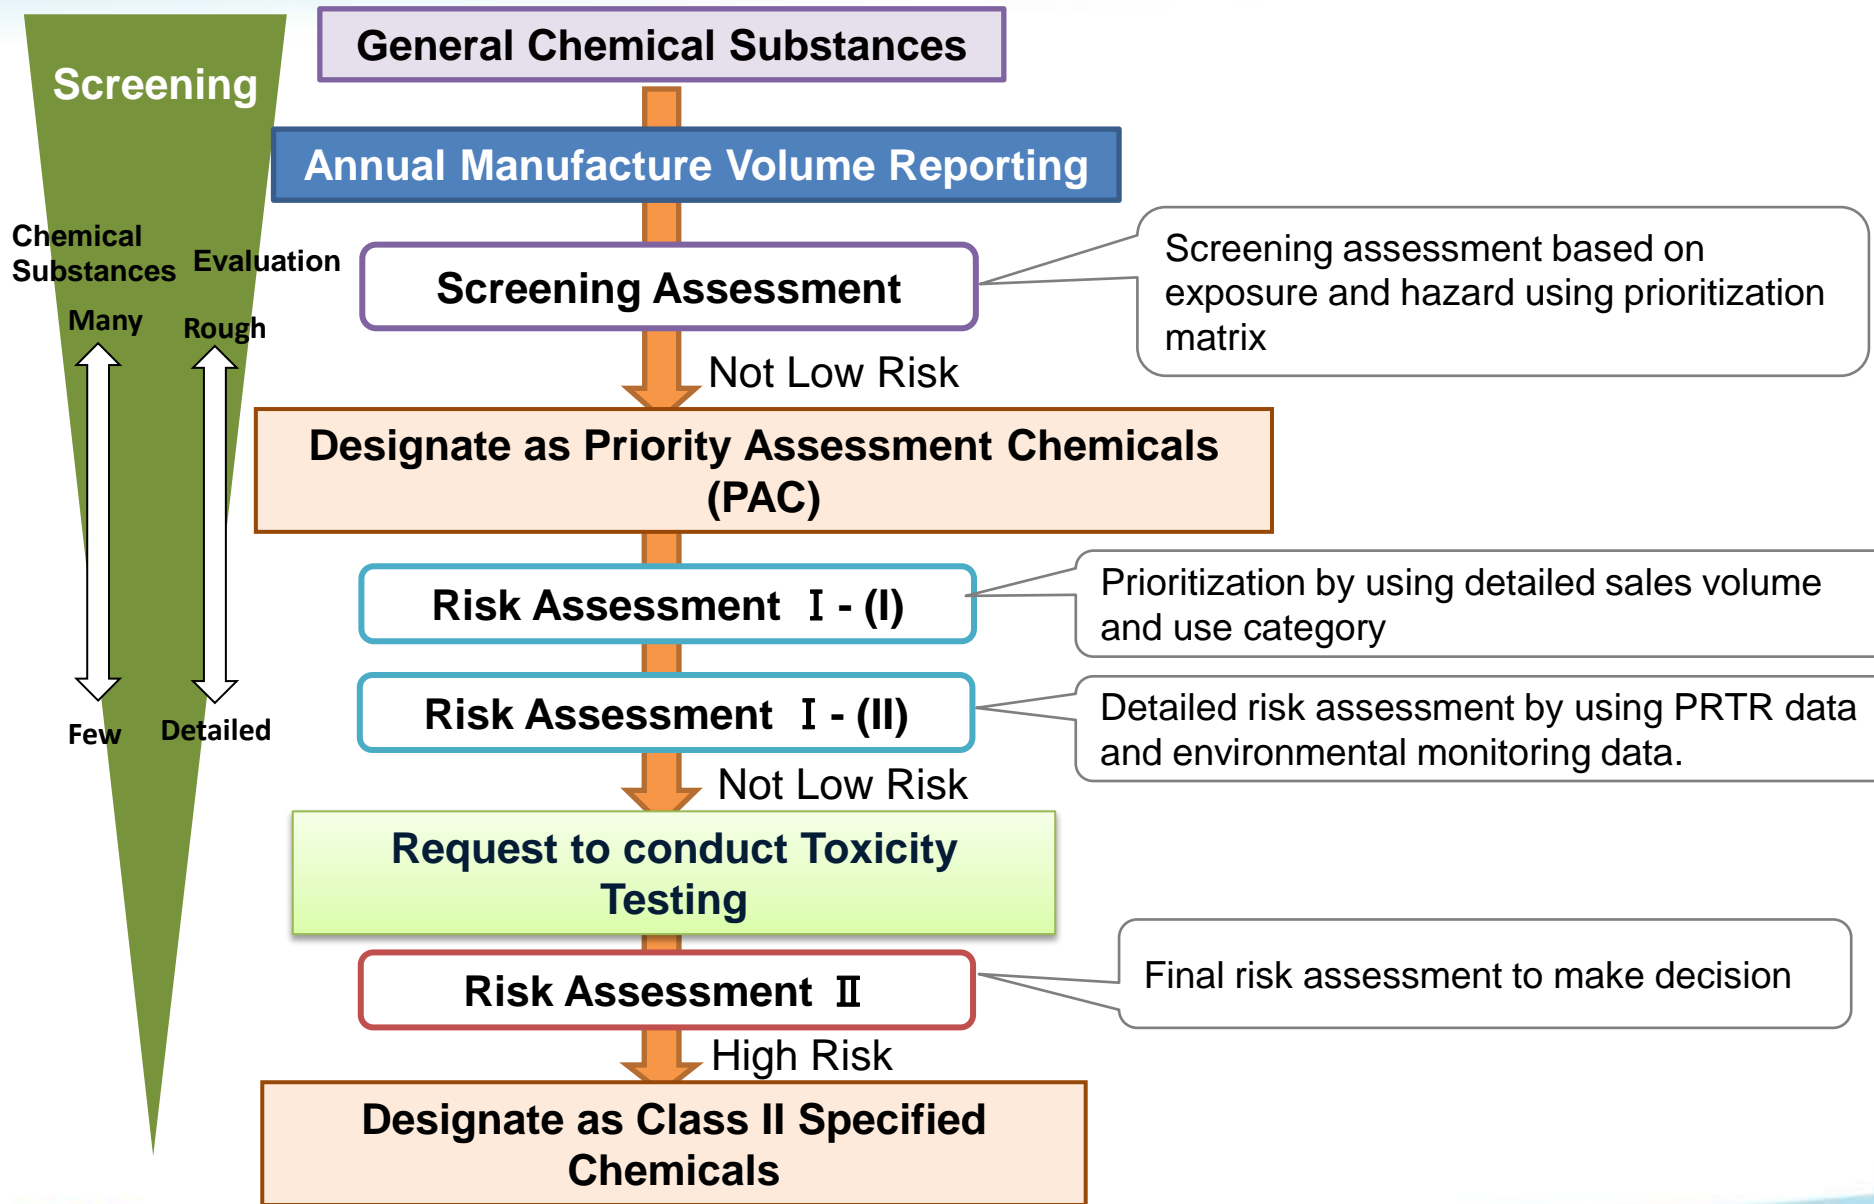 Screening
General Chemical Substances
Annual Manufacture Volume Reporting
Chemical
Substances
Evaluation
Many
Rough
Few
Detailed
Screening Assessment
Screening assessment based on
exposure and hazard using prioritization
matrix
Not Low Risk
Designate as Priority Assessment Chemicals
(PAC)
Risk Assessment Ⅰ - (I)
Prioritization by using detailed sales volume
and use category
Risk Assessment Ⅰ - (II)
Detailed risk assessment by using PRTR data
and environmental monitoring data.
Not Low Risk
Request to conduct Toxicity
Testing
Risk Assessment Ⅱ
Final risk assessment to make decision
High Risk
Designate as Class II Specified
Chemicals